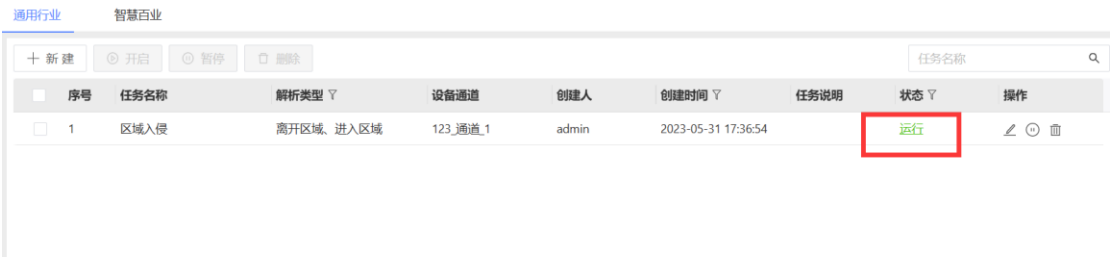 通用行业 智慧百业
新建 开启 暂停 删除 任务名称
序号 任务名称 解析类型 设备通道 创建人 创建时间 任务说明 状态 操作
1 区域入侵 离开区域、进入区域 123_通道_1 admin 2023-05-31 17:36:54 运行